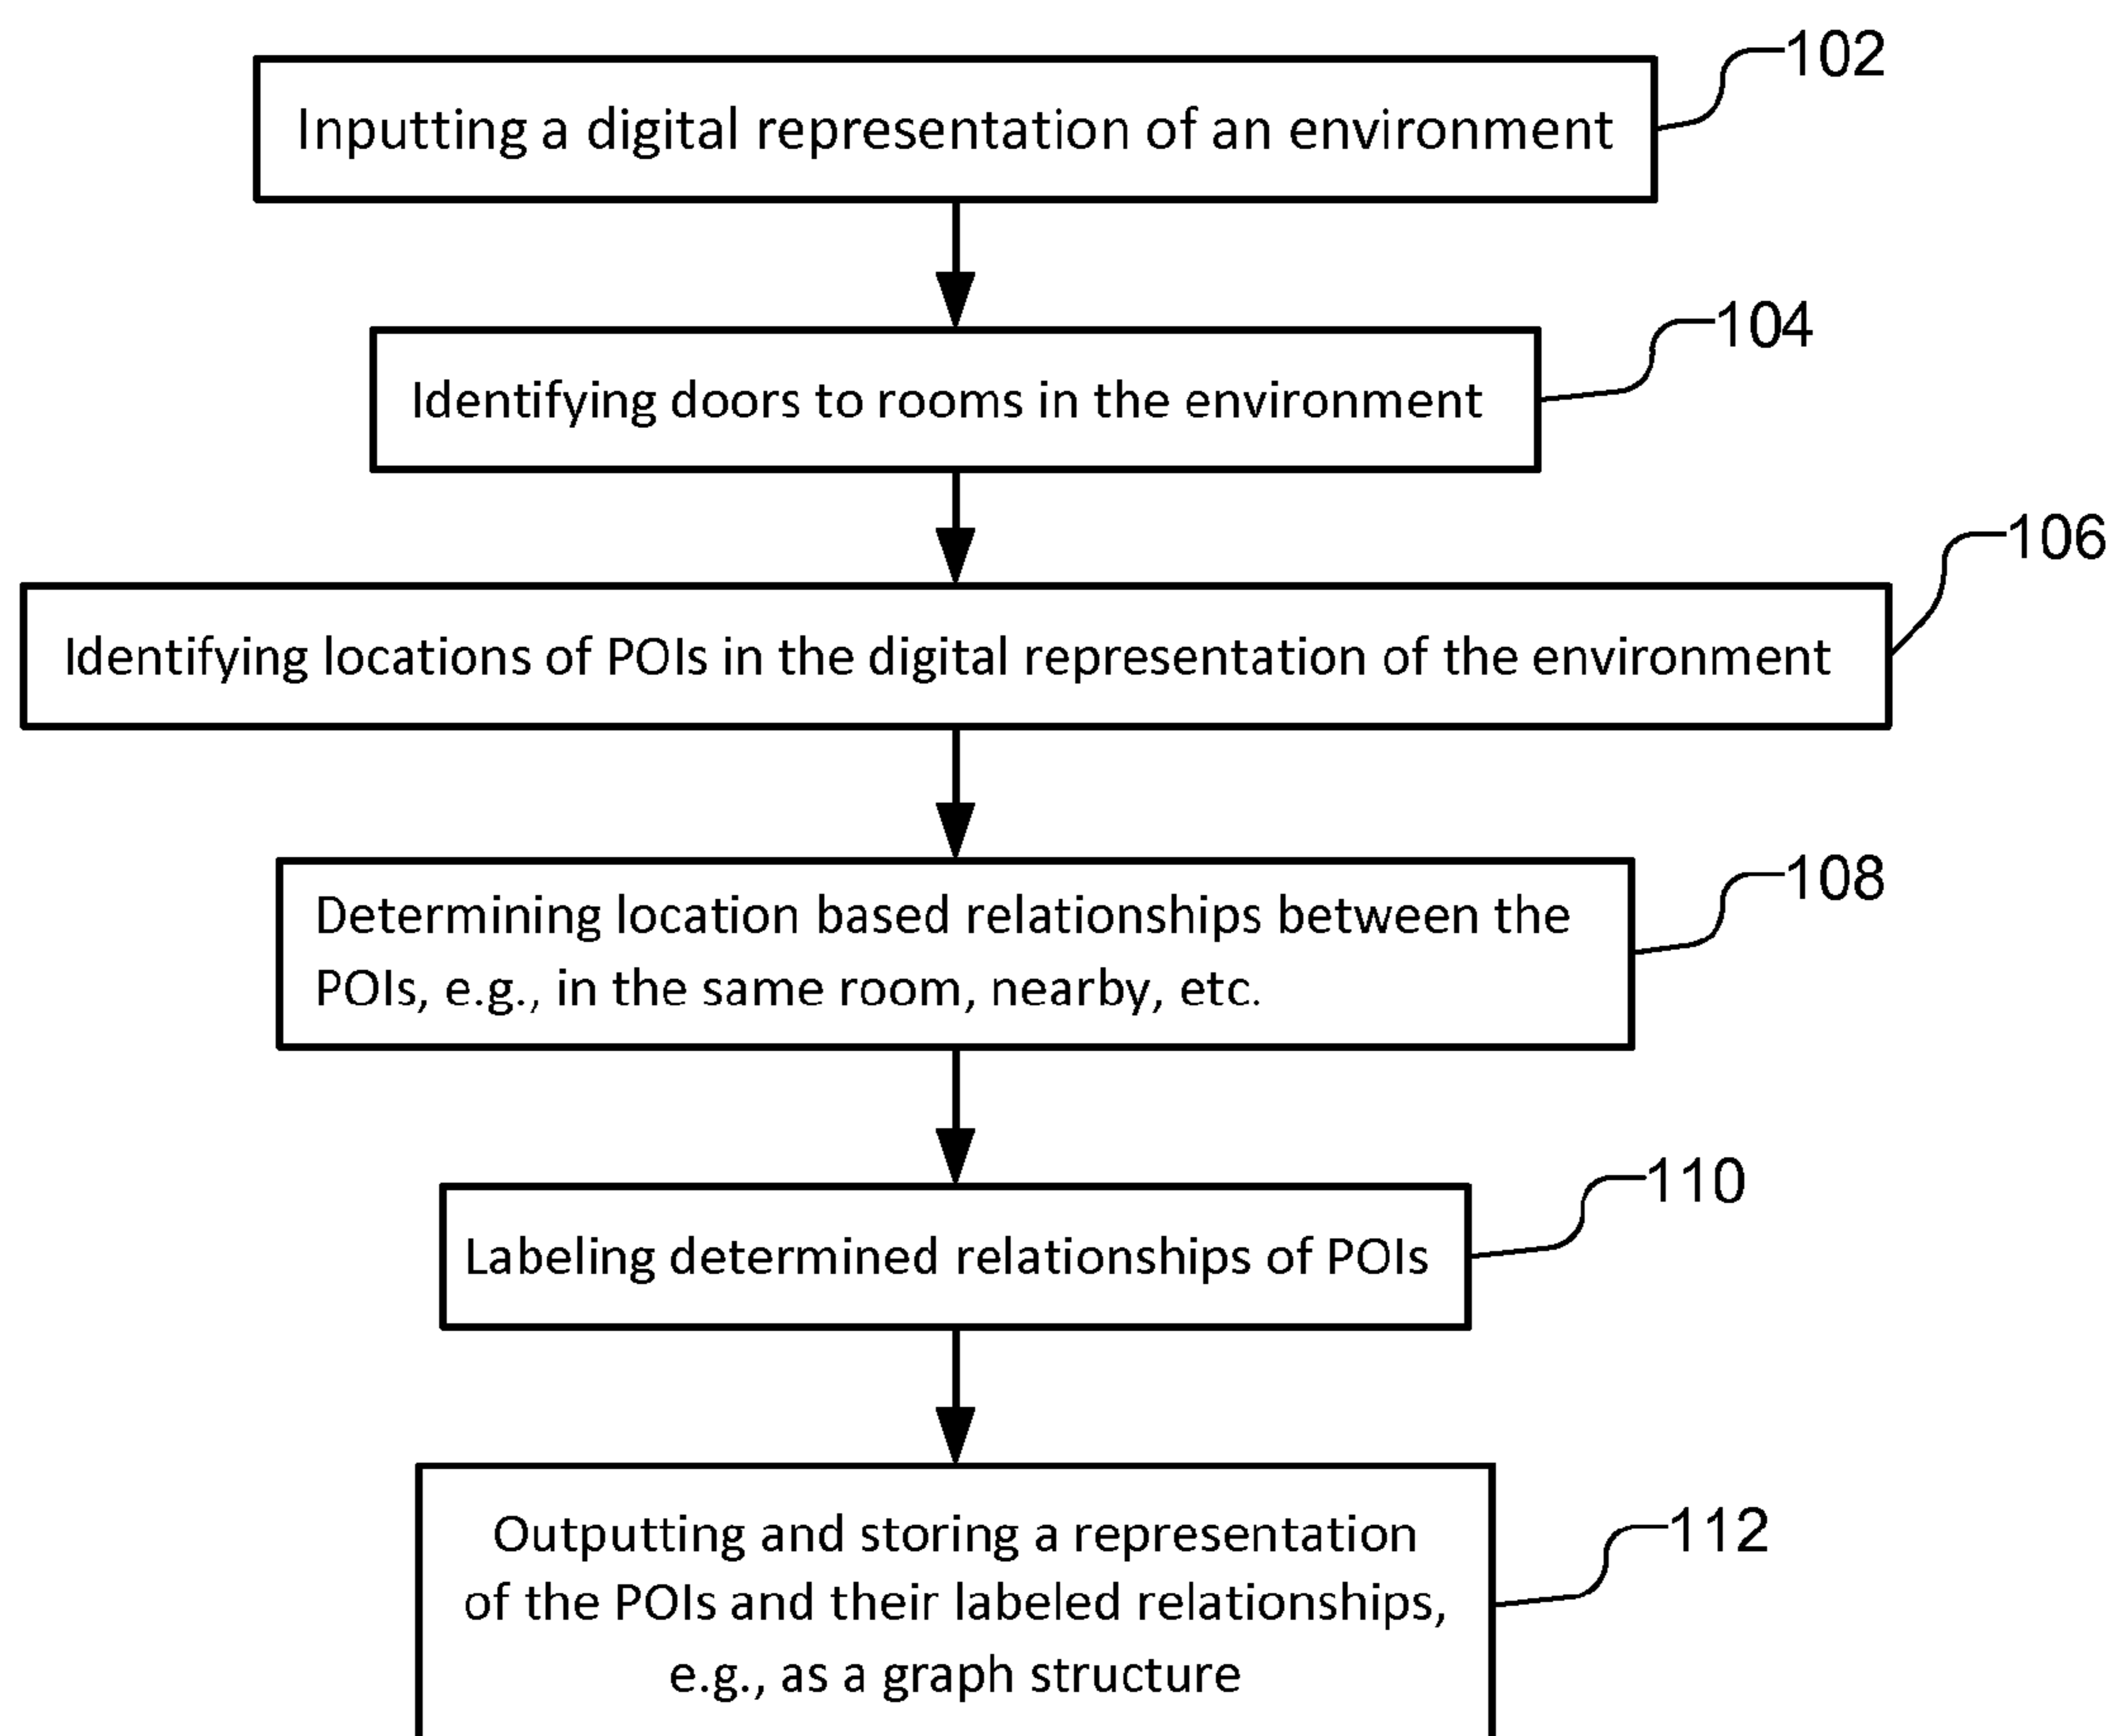 102
Inputting a digital representation of an environment
104
Identifying doors to rooms in the environment
106
Identifying locations of POIs in the digital representation of the environment
108
Determining location based relationships between the
POIs, e.g., in the same room, nearby, etc.
110
Labeling determined relationships of POIs
112
Outputting and storing a representation
of the POIs and their labeled relationships,
e.g., as a graph structure